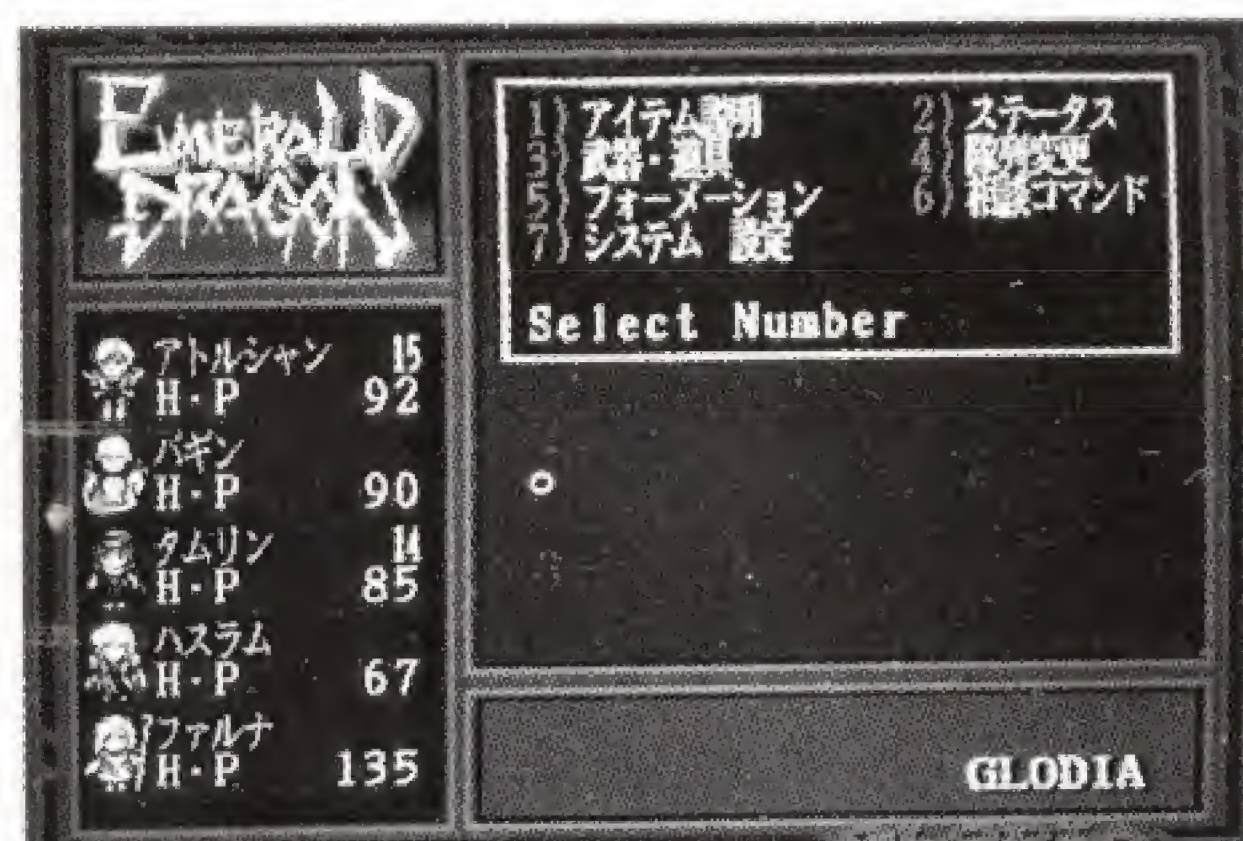 EMERALD
DRAGON
アトルシャン 15
H・P 92
バギン
H・P 90
タムリン 14
H・P 85
ハスラム
H・P 67
ファルナ
H・P 135
1) アイテム説明 2) ステータス
3) 武器・道具 4) 隊列変更
5) フォーメーション 6) 相談コマンド
7) システム 設定
Select Number
GLODIA